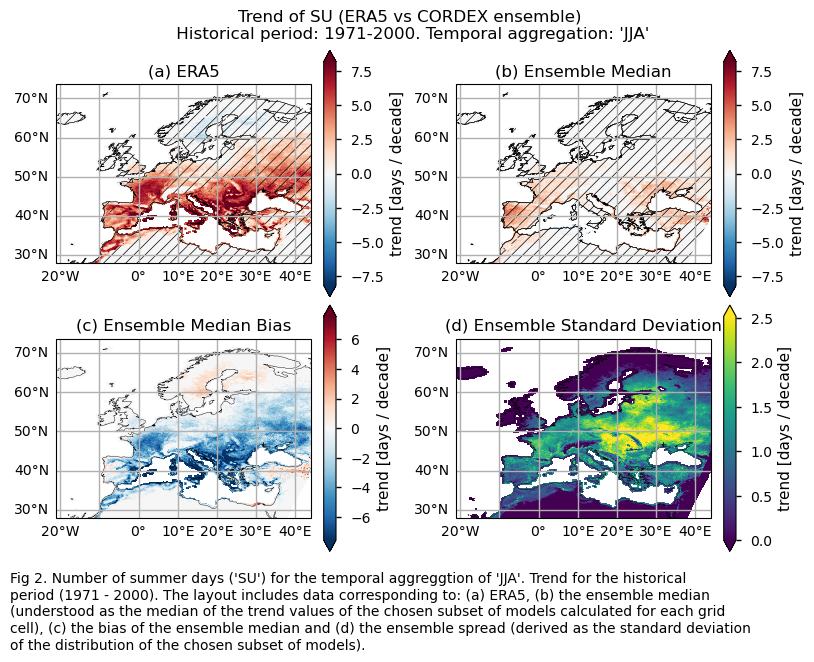 Trend of SU (ERA5 vs CORDEX ensemble)
Historical period: 1971-2000. Temporal aggregation: 'JJA'
(a) ERA5
70°N
60°N
50°N
40°N
30°N
20°W
0°
10°E
20°E
30°E
40°E
7.5
5.0
2.5
0.0
−2.5
−5.0
−7.5
trend [days / decade]
(b) Ensemble Median
70°N
60°N
50°N
40°N
30°N
20°W
0°
10°E
20°E
30°E
40°E
7.5
5.0
2.5
0.0
−2.5
−5.0
−7.5
trend [days / decade]
(c) Ensemble Median Bias
70°N
60°N
50°N
40°N
30°N
20°W
0°
10°E
20°E
30°E
40°E
6
4
2
0
−2
−4
−6
trend [days / decade]
(d) Ensemble Standard Deviation
70°N
60°N
50°N
40°N
30°N
20°W
0°
10°E
20°E
30°E
40°E
2.5
2.0
1.5
1.0
0.5
0.0
trend [days / decade]
Fig 2. Number of summer days ('SU') for the temporal aggreggtion of 'JJA'. Trend for the historical
period (1971 - 2000). The layout includes data corresponding to: (a) ERA5, (b) the ensemble median
(understood as the median of the trend values of the chosen subset of models calculated for each grid
cell), (c) the bias of the ensemble median and (d) the ensemble spread (derived as the standard deviation
of the distribution of the chosen subset of models).